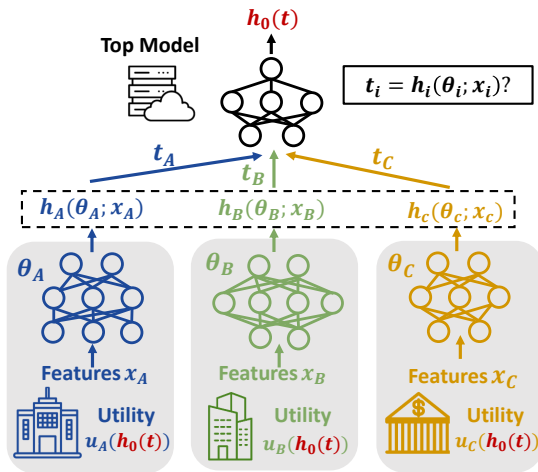 h₀(t)
Top Model
tᵢ = hᵢ(θᵢ; xᵢ)?
t_A
t_B
t_C
h_A(θ_A; x_A)
h_B(θ_B; x_B)
h_c(θ_c; x_c)
θ_A
θ_B
θ_C
Features x_A
Features x_B
Features x_C
Utility
u_A(h₀(t))
Utility
u_B(h₀(t))
$
Utility
u_C(h₀(t))